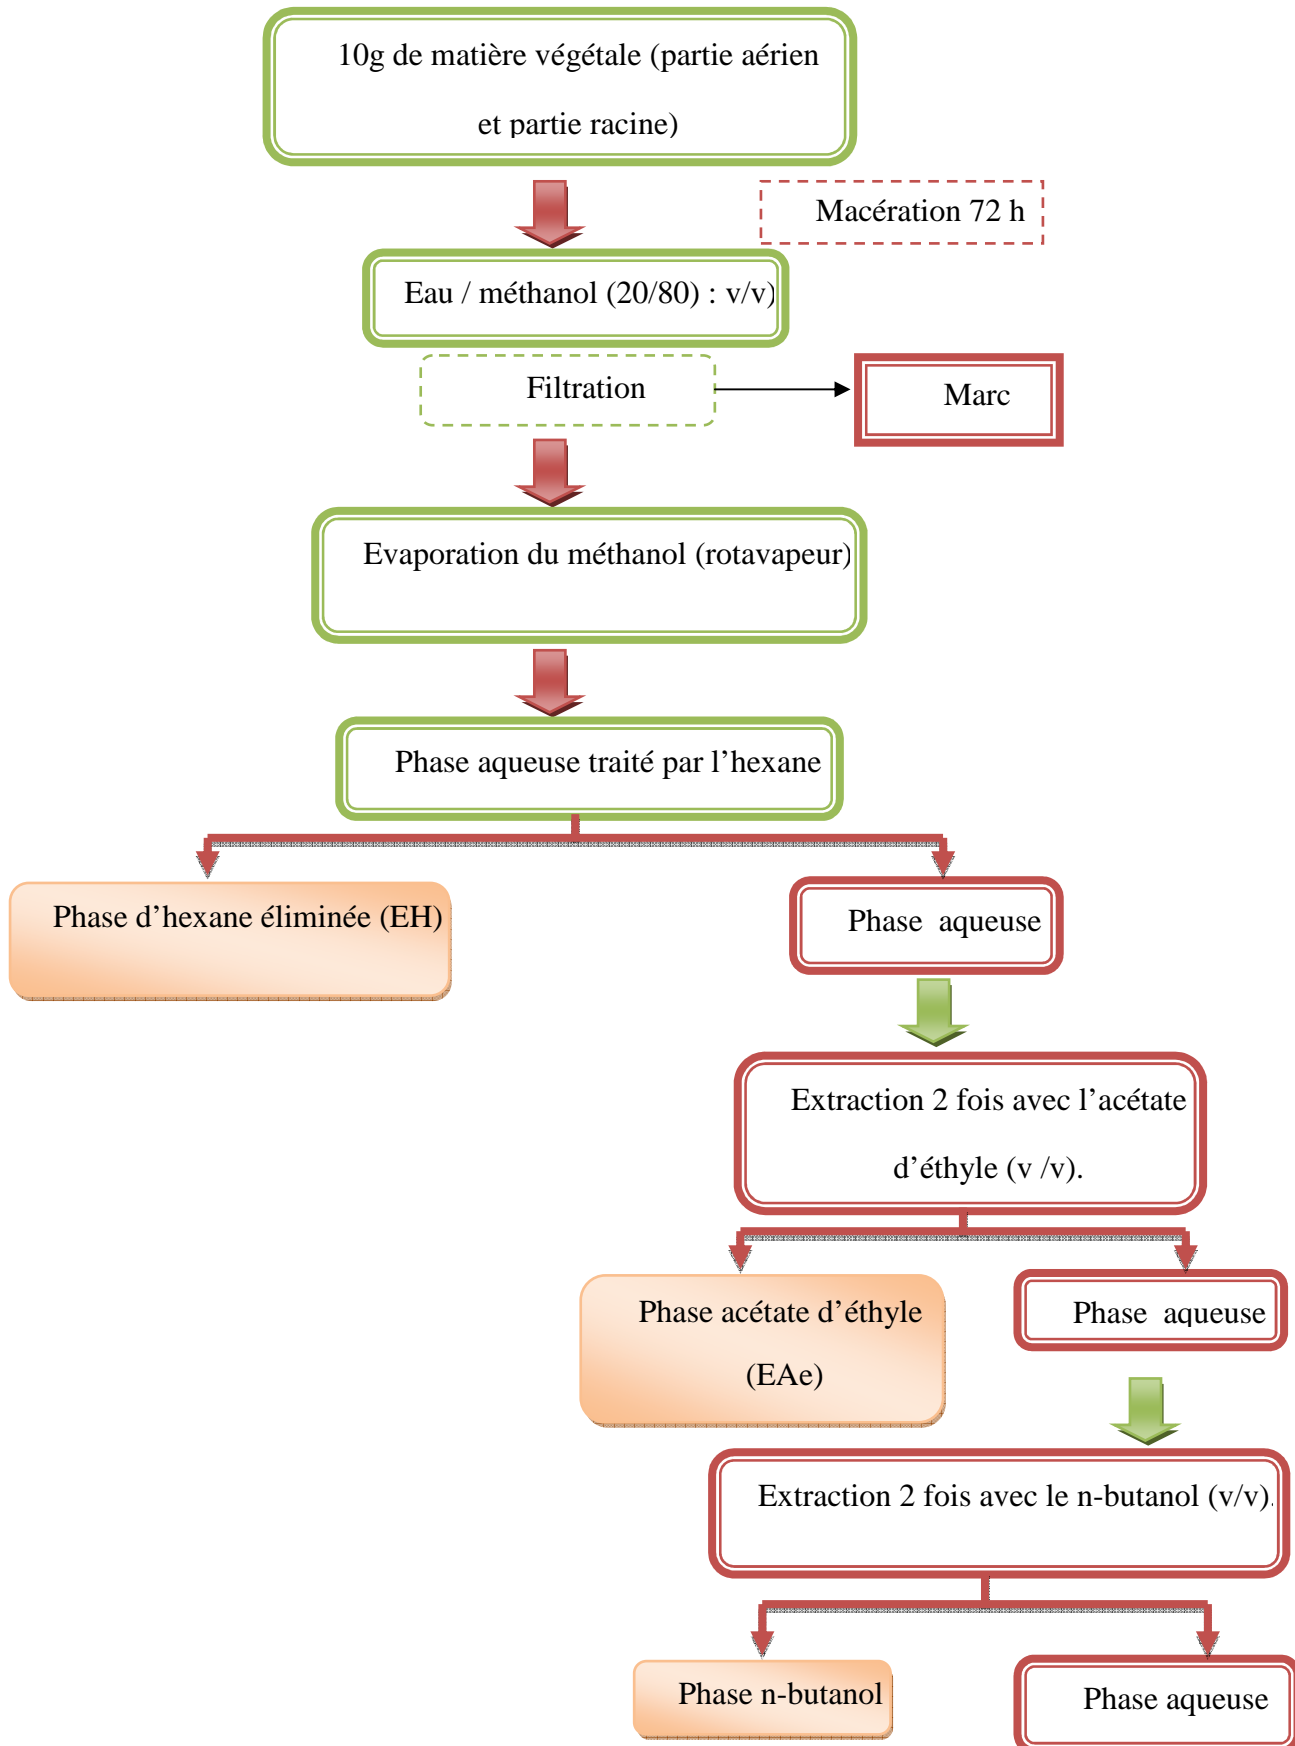 10g de matière végétale (partie aérien
et partie racine)
Macération 72 h
Eau / méthanol (20/80) : v/v)
Filtration
Marc
Evaporation du méthanol (rotavapeur)
Phase aqueuse traité par l’hexane
Phase d’hexane éliminée (EH)
Phase aqueuse
Extraction 2 fois avec l’acétate
d’éthyle (v /v).
Phase acétate d’éthyle
(EAe)
Phase aqueuse
Extraction 2 fois avec le n-butanol (v/v).
Phase n-butanol
Phase aqueuse